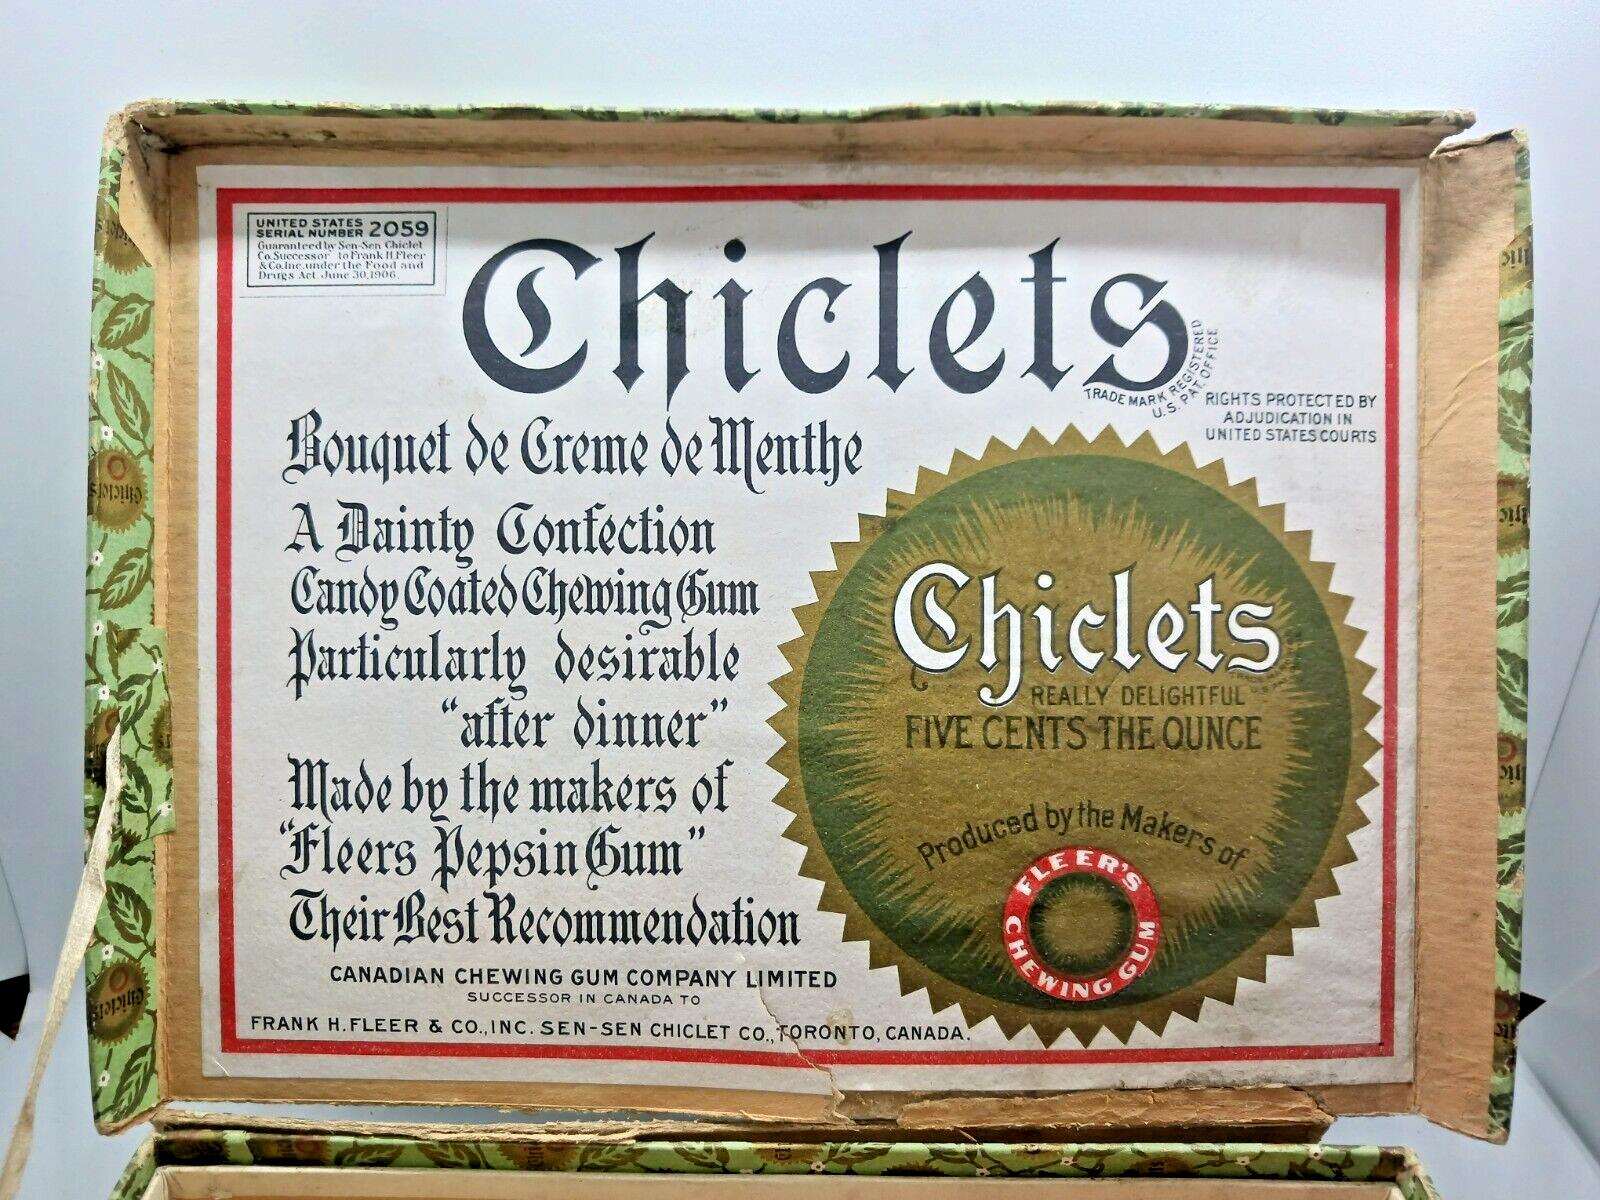 UNITED STATES
SERIAL NUMBER 2059
Guaranteed by Sen-Sen Chiclet
Co. Successor to Frank H. Fleer
& Co. Inc. under the Food and
Drugs Act. June 30, 1906.
Chiclets
TRADE MARK REGISTERED
U.S. PAT. OFFICE
RIGHTS PROTECTED BY
ADJUDICATION IN
UNITED STATES COURTS
Bouquet de Creme de Menthe
A Dainty Confection
Candy Coated Chewing Gum
Particularly desirable
"after dinner"
Made by the makers of
"Fleers Pepsin Gum"
Their Best Recommendation
CANADIAN CHEWING GUM COMPANY LIMITED
SUCCESSOR IN CANADA TO
FRANK H. FLEER & CO., INC. SEN-SEN CHICLET CO., TORONTO, CANADA.
Chiclets
REALLY DELIGHTFUL
FIVE CENTS THE OUNCE
Produced by the Makers of
FLEER'S
CHEWING GUM
Chiclets